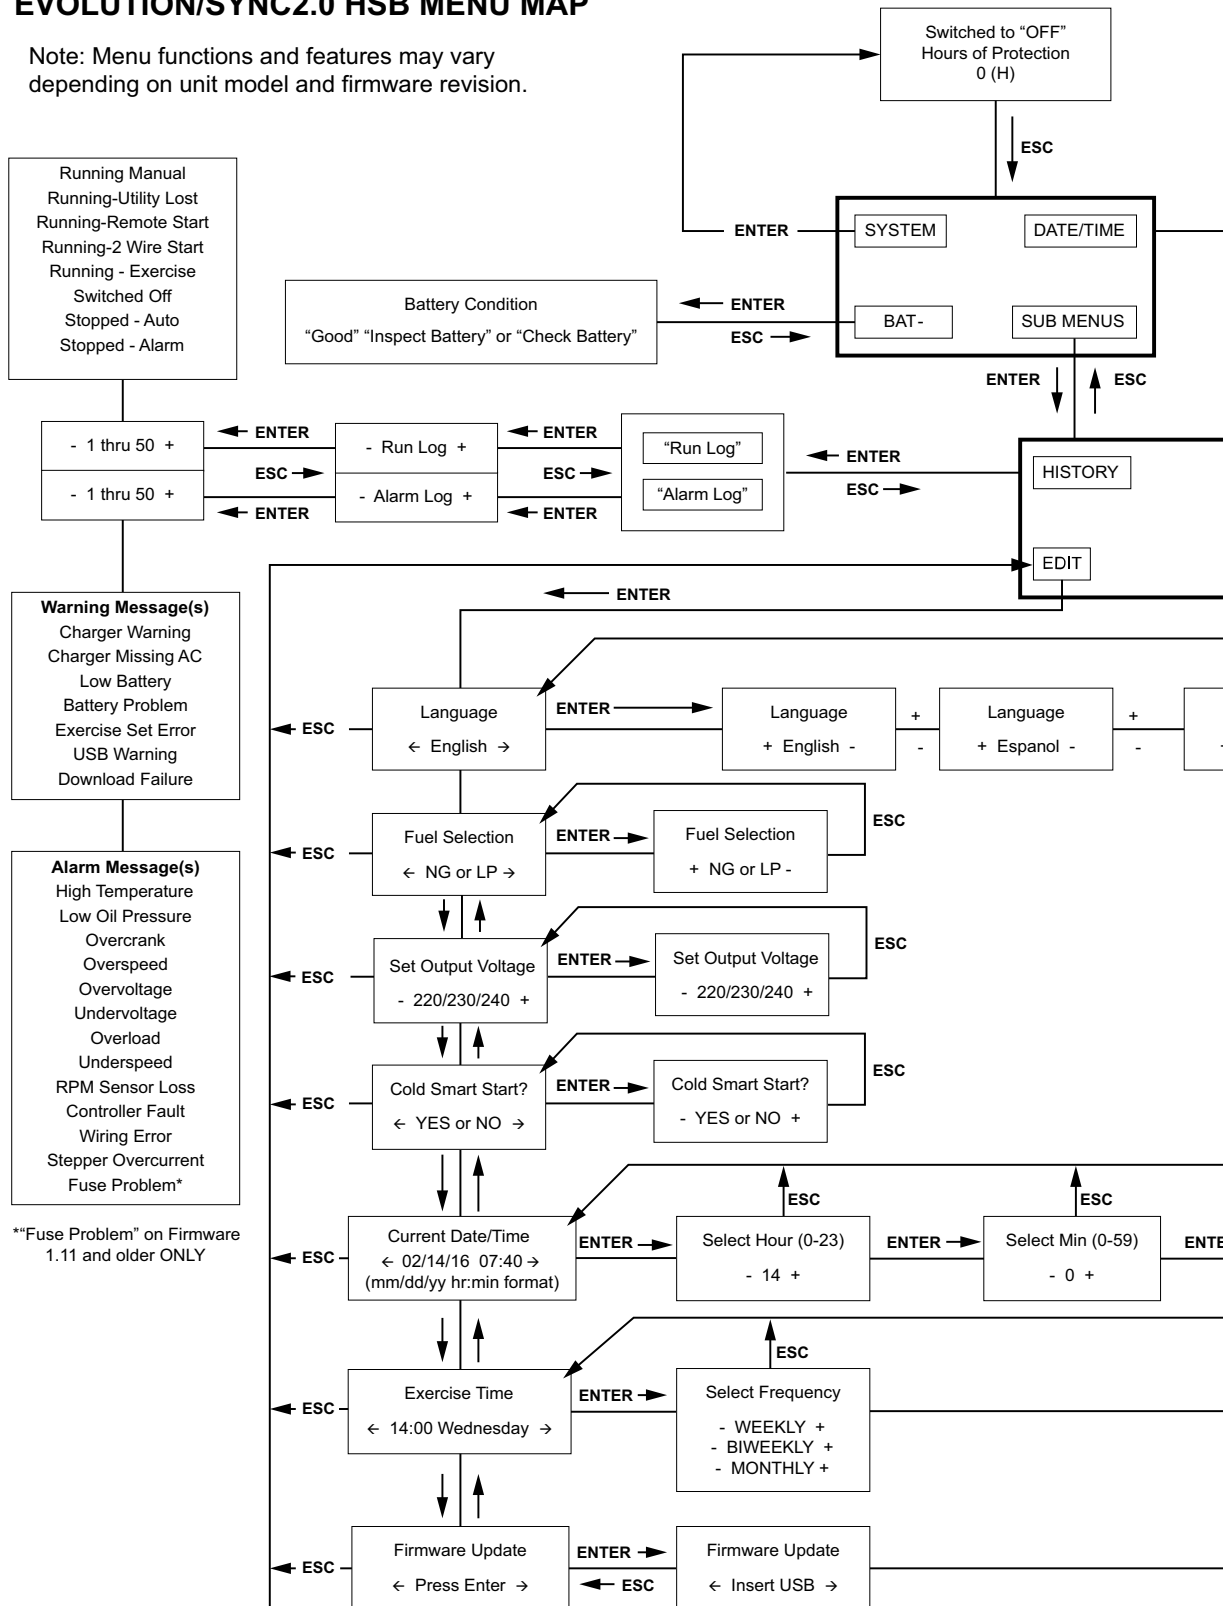 EVOLUTION/SYNC2.0 HSB MENU MAP
Note: Menu functions and features may vary
depending on unit model and firmware revision.
Switched to “OFF”
Hours of Protection
0 (H)
ESC
ENTER
SYSTEM
DATE/TIME
BAT-
SUB MENUS
ENTER
ESC
Battery Condition
“Good” “Inspect Battery” or “Check Battery”
ENTER
ESC
Running Manual
Running-Utility Lost
Running-Remote Start
Running-2 Wire Start
Running - Exercise
Switched Off
Stopped - Auto
Stopped - Alarm
- 1 thru 50 +
- 1 thru 50 +
ENTER
ESC
ENTER
- Run Log +
- Alarm Log +
ENTER
ESC
ENTER
“Run Log”
“Alarm Log”
ENTER
ESC
HISTORY
EDIT
ENTER
Warning Message(s)
Charger Warning
Charger Missing AC
Low Battery
Battery Problem
Exercise Set Error
USB Warning
Download Failure
Alarm Message(s)
High Temperature
Low Oil Pressure
Overcrank
Overspeed
Overvoltage
Undervoltage
Overload
Underspeed
RPM Sensor Loss
Controller Fault
Wiring Error
Stepper Overcurrent
Fuse Problem*
*“Fuse Problem” on Firmware
1.11 and older ONLY
ESC
Language
← English →
ENTER
Language
+ English -
+
-
Language
+ Espanol -
+
-
ESC
Fuel Selection
← NG or LP →
ENTER
Fuel Selection
+ NG or LP -
ESC
ESC
Set Output Voltage
- 220/230/240 +
ENTER
Set Output Voltage
- 220/230/240 +
ESC
ESC
Cold Smart Start?
← YES or NO →
ENTER
Cold Smart Start?
- YES or NO +
ESC
ESC
Current Date/Time
← 02/14/16 07:40 →
(mm/dd/yy hr:min format)
ENTER
Select Hour (0-23)
- 14 +
ESC
ENTER
Select Min (0-59)
- 0 +
ESC
ENTE
ESC
Exercise Time
← 14:00 Wednesday →
ENTER
Select Frequency
- WEEKLY +
- BIWEEKLY +
- MONTHLY +
ESC
ESC
Firmware Update
← Press Enter →
ENTER
ESC
Firmware Update
← Insert USB →